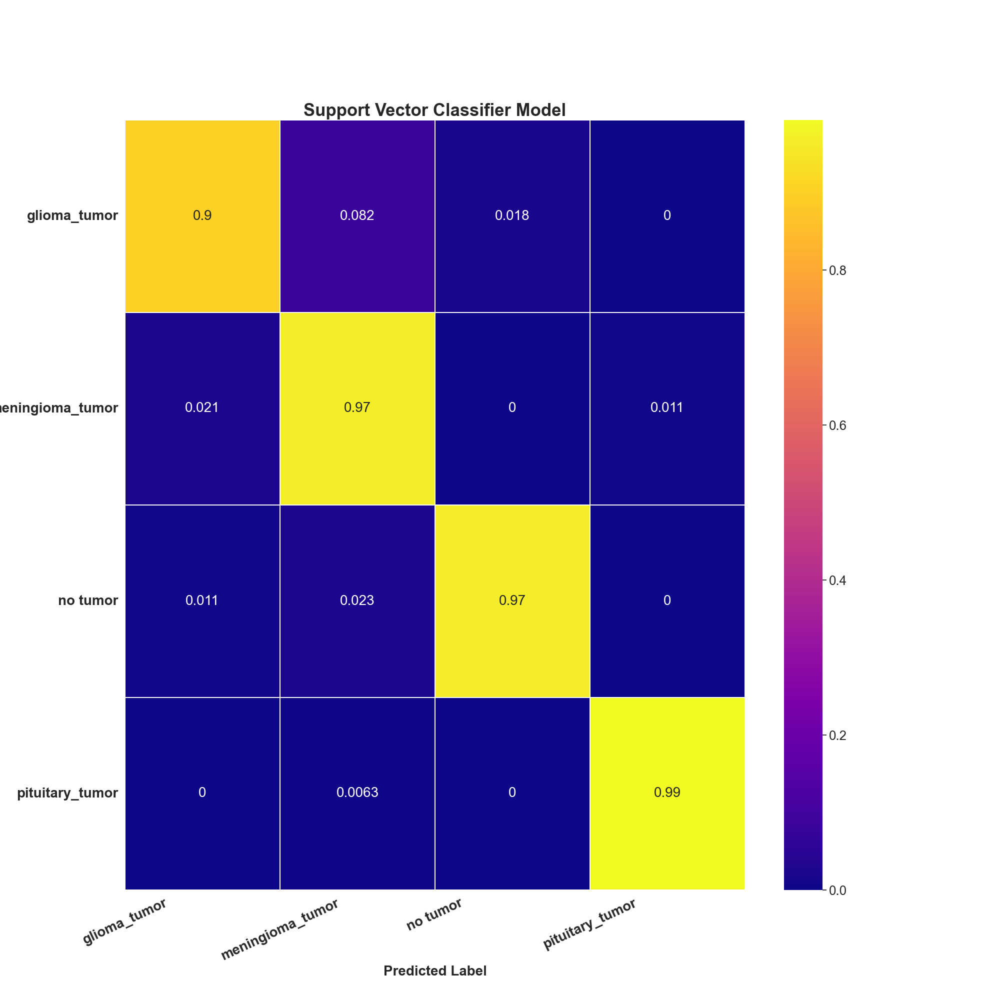 Support Vector Classifier Model
glioma_tumor 0.9 0.082 0.018 0
0.8
eningioma_tumor 0.021 0.97 0 0.011
0.6
0.4
no tumor 0.011 0.023 0.97 0
0.2
pituitary_tumor 0 0.0063 0 0.99
0.0
glioma_tumor meningioma_tumor no tumor pituitary_tumor
Predicted Label